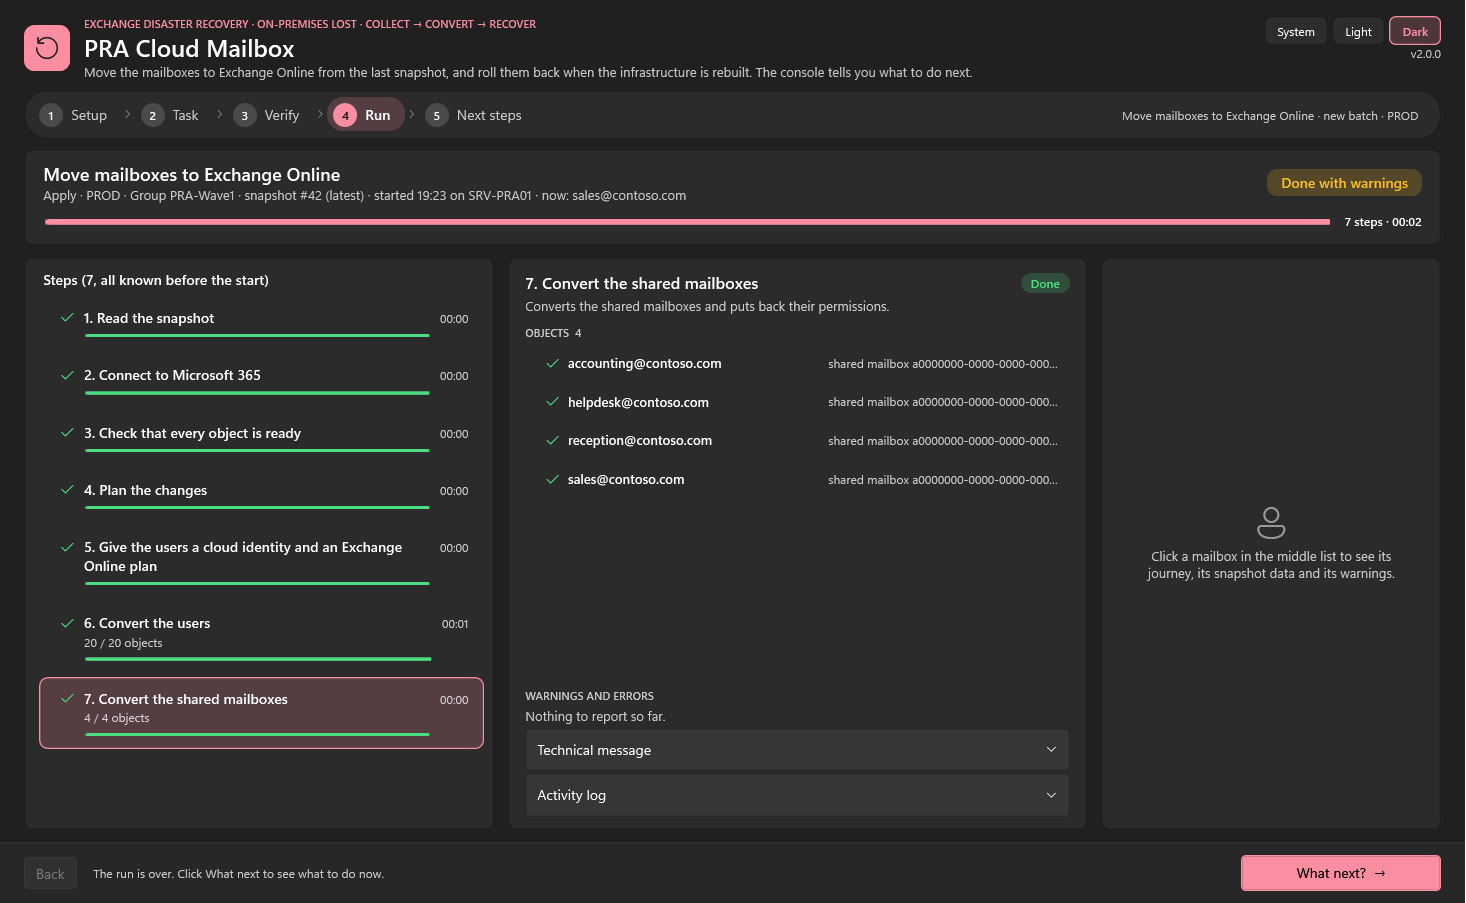 EXCHANGE DISASTER RECOVERY · ON-PREMISES LOST · COLLECT → CONVERT → RECOVER
PRA Cloud Mailbox
Move the mailboxes to Exchange Online from the last snapshot, and roll them back when the infrastructure is rebuilt. The console tells you what to do next.
System
Light
Dark
v2.0.0
1 Setup
2 Task
3 Verify
4 Run
5 Next steps
Move mailboxes to Exchange Online · new batch · PROD
Move mailboxes to Exchange Online
Apply · PROD · Group PRA-Wave1 · snapshot #42 (latest) · started 19:23 on SRV-PRA01 · now: sales@contoso.com
Done with warnings
7 steps · 00:02
Steps (7, all known before the start)
1. Read the snapshot 00:00
2. Connect to Microsoft 365 00:00
3. Check that every object is ready 00:00
4. Plan the changes 00:00
5. Give the users a cloud identity and an Exchange 00:00
Online plan
6. Convert the users 00:01
20 / 20 objects
7. Convert the shared mailboxes 00:00
4 / 4 objects
7. Convert the shared mailboxes
Done
Converts the shared mailboxes and puts back their permissions.
OBJECTS 4
accounting@contoso.com shared mailbox a0000000-0000-0000-000...
helpdesk@contoso.com shared mailbox a0000000-0000-0000-000...
reception@contoso.com shared mailbox a0000000-0000-0000-000...
sales@contoso.com shared mailbox a0000000-0000-0000-000...
WARNINGS AND ERRORS
Nothing to report so far.
Technical message
Activity log
Click a mailbox in the middle list to see its
journey, its snapshot data and its warnings.
Back
The run is over. Click What next to see what to do now.
What next? →